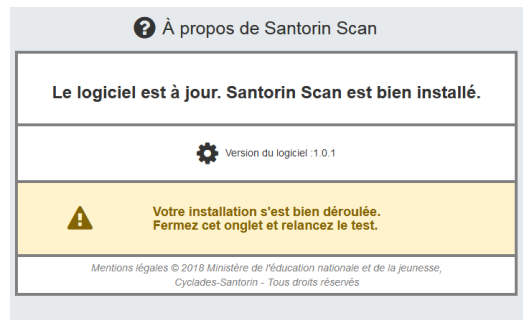 À propos de Santorin Scan
Le logiciel est à jour. Santorin Scan est bien installé.
Version du logiciel :1.0.1
Votre installation s'est bien déroulée.
Fermez cet onglet et relancez le test.
Mentions légales © 2018 Ministère de l'éducation nationale et de la jeunesse,
Cyclades-Santorin - Tous droits réservés